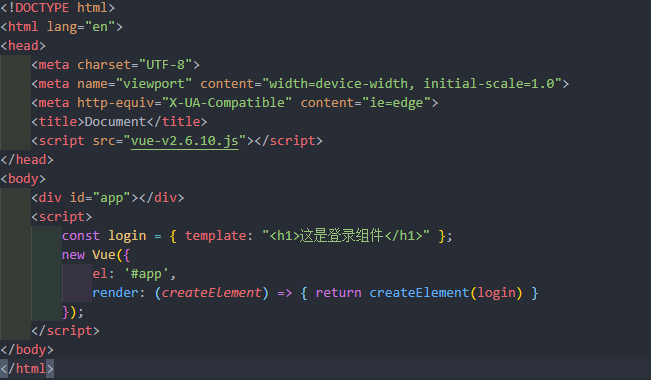 <!DOCTYPE html>
<html lang="en">
<head>
    <meta charset="UTF-8">
    <meta name="viewport" content="width=device-width, initial-scale=1.0">
    <meta http-equiv="X-UA-Compatible" content="ie=edge">
    <title>Document</title>
    <script src="vue-v2.6.10.js"></script>
</head>
<body>
    <div id="app"></div>
    <script>
        const login = { template: "<h1>这是登录组件</h1>" };
        new Vue({
            el: '#app',
            render: (createElement) => { return createElement(login) }
        });
    </script>
</body>
</html>